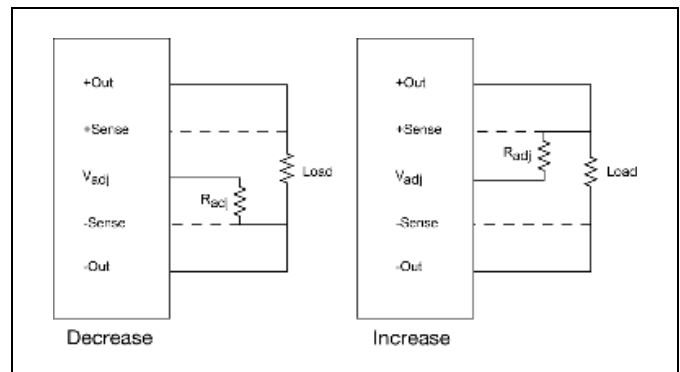 +Out
+Sense
Vadj
Radj
-Sense
-Out
Load
Decrease
+Out
+Sense
Radj
Vadj
-Sense
-Out
Load
Increase